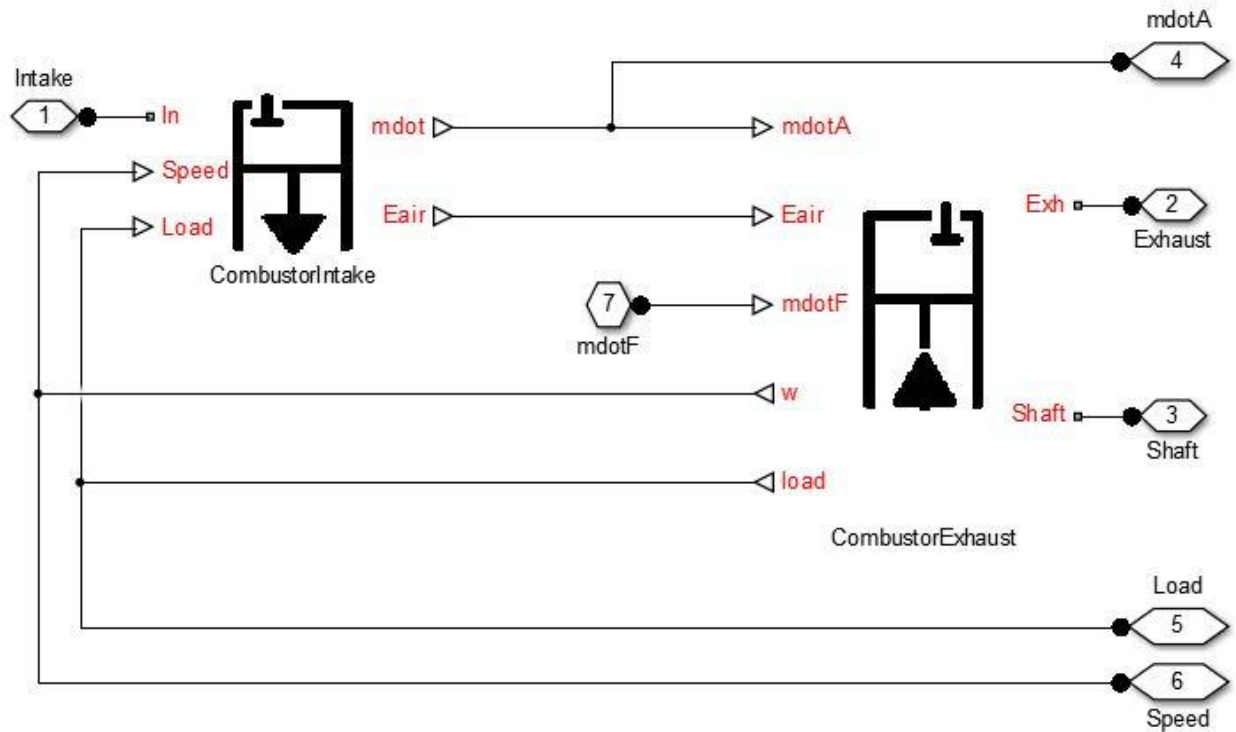 mdotA
4
Intake
1
In
mdot
mdotA
Speed
Load
Eair
Eair
Exh
2
Exhaust
CombustorIntake
7
mdotF
mdotF
w
Shaft
3
Shaft
load
CombustorExhaust
Load
5
6
Speed